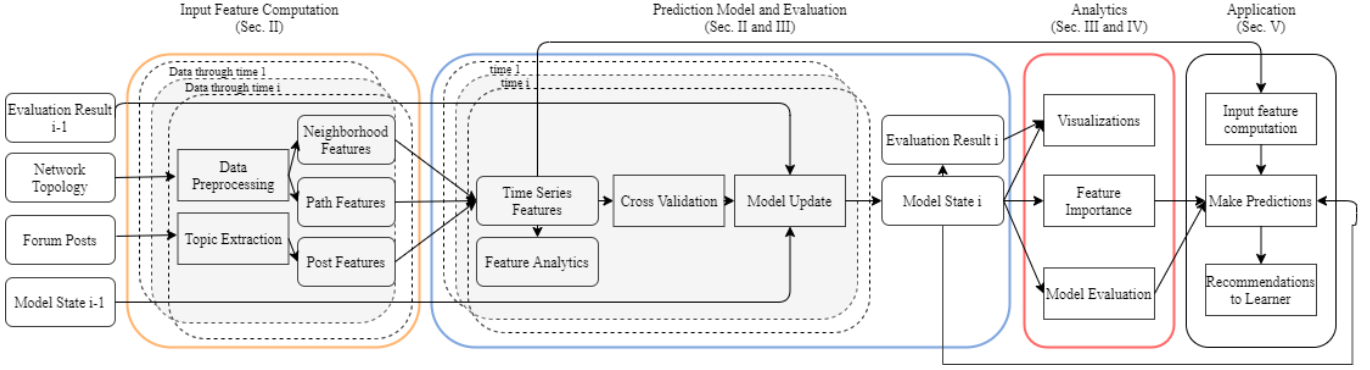 Input Feature Computation
(Sec. II)
Prediction Model and Evaluation
(Sec. II and III)
Analytics
(Sec. III and IV)
Application
(Sec. V)
Data through time 1
Data through time i
time 1
time i
Evaluation Result
i-1
Network
Topology
Forum Posts
Model State i-1
Data
Preprocessing
Topic Extraction
Neighborhood
Features
Path Features
Post Features
Time Series
Features
Feature Analytics
Cross Validation
Model Update
Evaluation Result i
Model State i
Visualizations
Feature
Importance
Model Evaluation
Input feature
computation
Make Predictions
Recommendations
to Learner